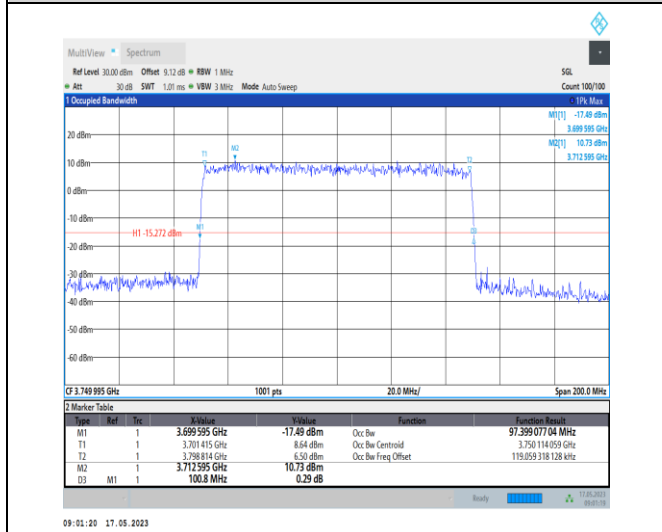 MultiView Spectrum
Ref Level 30.00 dBm Offset 9.12 dB RBW 1 MHz SGL
Att 30 dB SWT 1.01 ms VBW 3 MHz Mode Auto Sweep Count 100/100
1 Occupied Bandwidth 1Pk Max
M1[1] -17.49 dBm
3.699 595 GHz
20 dBm M2 M2[1] 10.73 dBm
T1 T2 3.712 595 GHz
10 dBm
0 dBm
-10 dBm
H1 -15.272 dBm M1 D3
-20 dBm
-30 dBm
-40 dBm
-50 dBm
-60 dBm
CF 3.749 995 GHz 1001 pts 20.0 MHz/ Span 200.0 MHz
2 Marker Table
Type Ref Trc X-Value Y-Value Function Function Result
M1 1 3.699 595 GHz -17.49 dBm Occ Bw 97.399 077 04 MHz
T1 1 3.701 415 GHz 8.64 dBm Occ Bw Centroid 3.750 114 059 GHz
T2 1 3.798 814 GHz 6.50 dBm Occ Bw Freq Offset 119.059 318 128 kHz
M2 1 3.712 595 GHz 10.73 dBm
D3 M1 1 100.8 MHz 0.29 dB
Ready 17.05.2023
09:01:19
09:01:20 17.05.2023